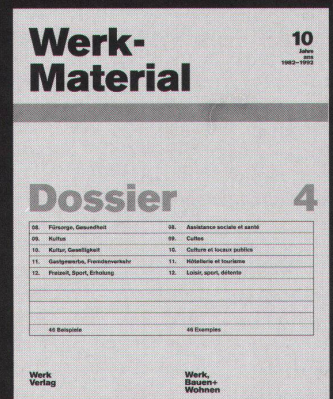 Werk-
Material
10
Jahre
ans
1982–1992
Dossier 4
08. Fürsorge, Gesundheit 08. Assistance sociale et santé
09. Kultus 09. Cultes
10. Kultur, Geselligkeit 10. Culture et locaux publics
11. Gastgewerbe, Fremdenverkehr 11. Hôtellerie et tourisme
12. Freizeit, Sport, Erholung 12. Loisir, sport, détente
46 Beispiele 46 Examples
Werk Werk,
Verlag Bauen+
Wohnen